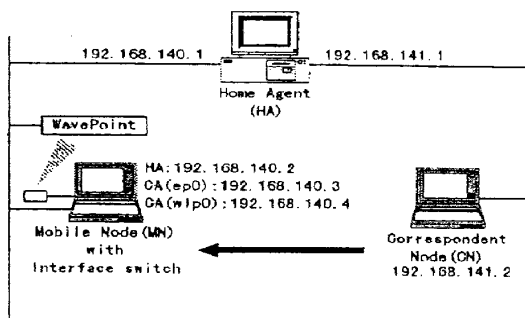 192.168.140.1
192.168.141.1
Home Agent
(HA)
WavePoint
HA:192.168.140.2
CA(ep0):192.168.140.3
CA(wlp0):192.168.140.4
Mobile Node(MN)
with
Interface switch
Correspondent
Node(CN)
192.168.141.2